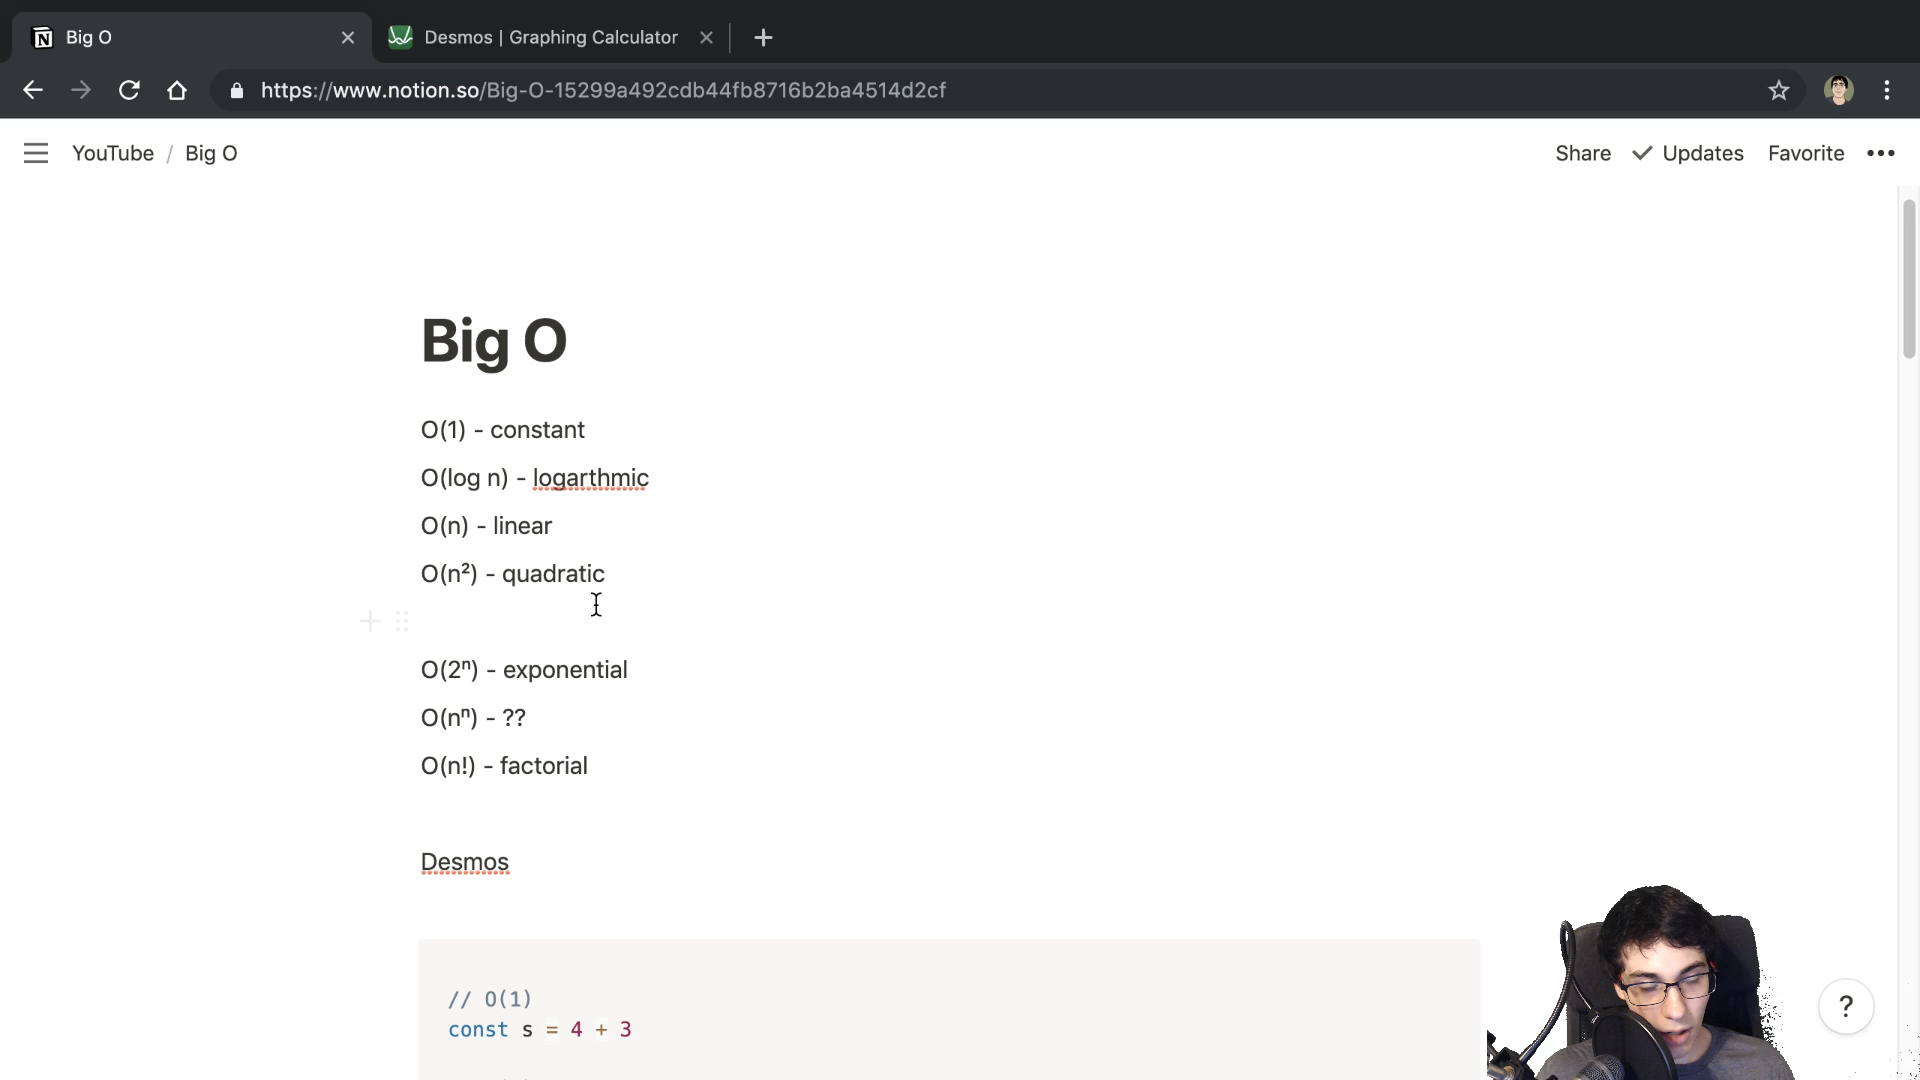 Big O
Desmos | Graphing Calculator
https://www.notion.so/Big-O-15299a492cdb44fb8716b2ba4514d2cf
YouTube / Big O
Share Updates Favorite
Big O
O(1) - constant
O(log n) - logarthmic
O(n) - linear
O(n²) - quadratic
O(2ⁿ) - exponential
O(nⁿ) - ??
O(n!) - factorial
Desmos
// O(1)
const s = 4 + 3
?